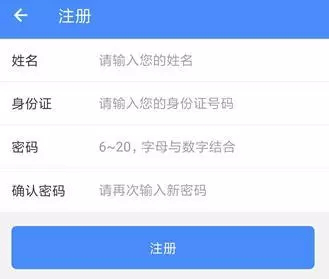 注册
姓名 请输入您的姓名
身份证 请输入您的身份证号码
密码 6~20，字母与数字结合
确认密码 请再次输入新密码
注册